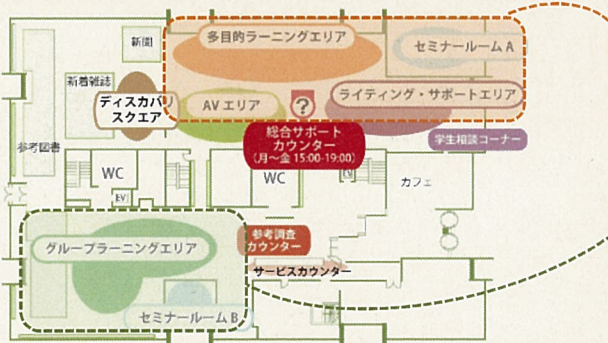 多目的ラーニングエリア
セミナールーム A
新聞
新着雑誌
ディスカバリ
スクエア
AV エリア
?
ライティング・サポートエリア
総合サポート
カウンター
(月～金 15:00-19:00)
学生相談コーナー
参考図書
WC
EV
WC
EV
カフェ
グループラーニングエリア
参考調査
カウンター
サービスカウンター
セミナールーム B